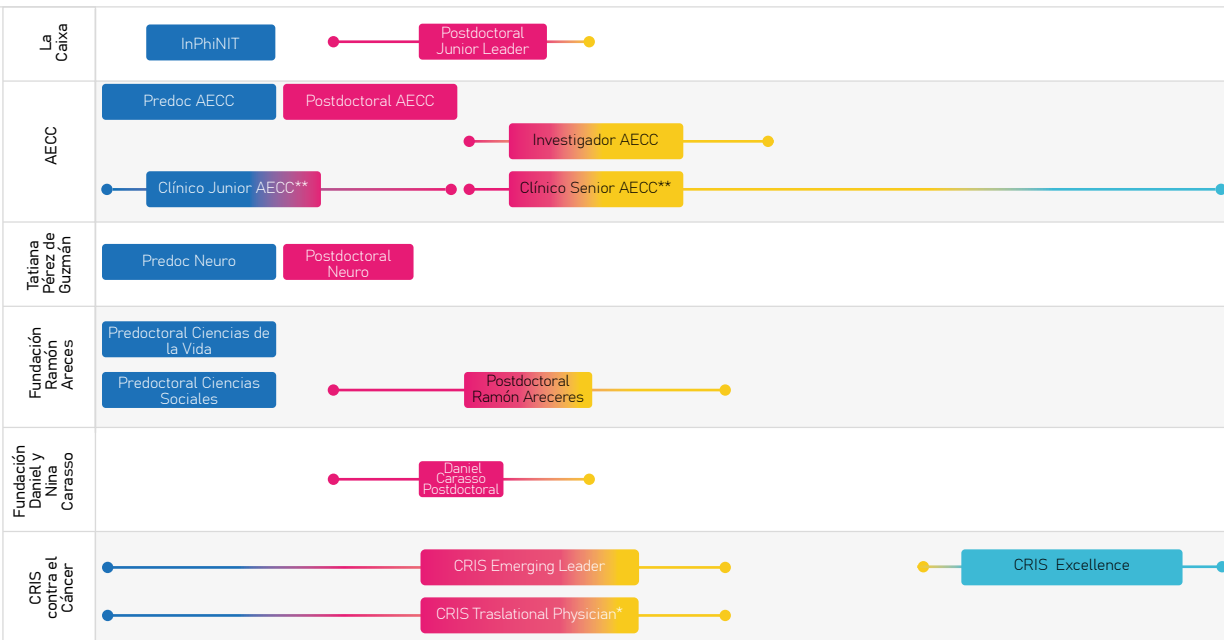 La
Caixa
InPhiNIT
Postdoctoral
Junior Leader
AECC
Predoc AECC
Postdoctoral AECC
Investigador AECC
Clínico Junior AECC**
Clínico Senior AECC**
Tatiana
Pérez de
Guzmán
Predoc Neuro
Postdoctoral
Neuro
Fundación
Ramón
Areces
Predoctoral Ciencias de
la Vida
Predoctoral Ciencias
Sociales
Postdoctoral
Ramón Areceres
Fundación
Daniel y
Nina
Carasso
Daniel
Carasso
Postdoctoral
CRIS
contra el
Cáncer
CRIS Emerging Leader
CRIS Excellence
CRIS Traslational Physician*